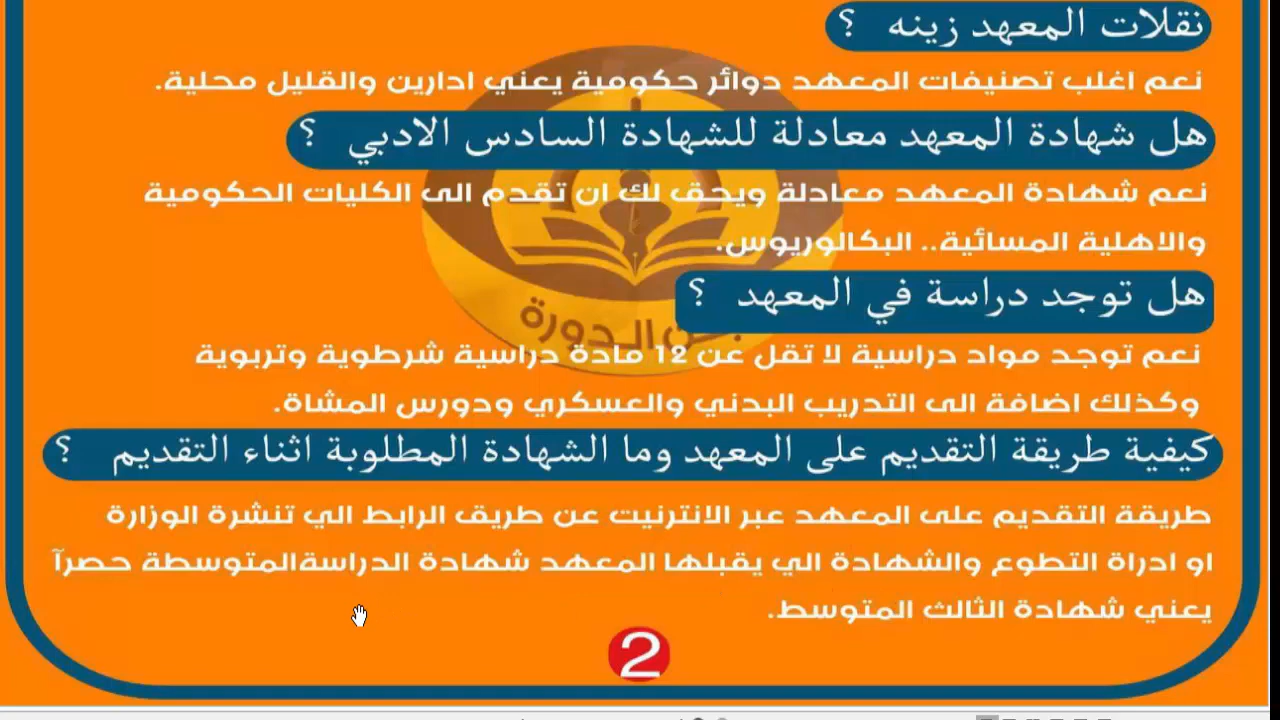 نقلات المعهد زينه ؟
نعم اغلب تصنيفات المعهد دوائر حكومية يعني ادارين والقليل محلية.
هل شهادة المعهد معادلة للشهادة السادس الادبي ؟
نعم شهادة المعهد معادلة ويحق لك ان تقدم الى الكليات الحكومية
والاهلية المسائية.. البكالوريوس.
هل توجد دراسة في المعهد ؟
الـدورة
نعم توجد مواد دراسية لا تقل عن 12 مادة دراسية شرطوية وتربوية
وكذلك اضافة الى التدريب البدني والعسكري ودورس المشاة.
كيفية طريقة التقديم على المعهد وما الشهادة المطلوبة اثناء التقديم ؟
طريقة التقديم على المعهد عبر الانترنيت عن طريق الرابط الي تنشرة الوزارة
او ادراة التطوع والشهادة الي يقبلها المعهد شهادة الدراسةالمتوسطة حصرآ
يعني شهادة الثالث المتوسط.
2